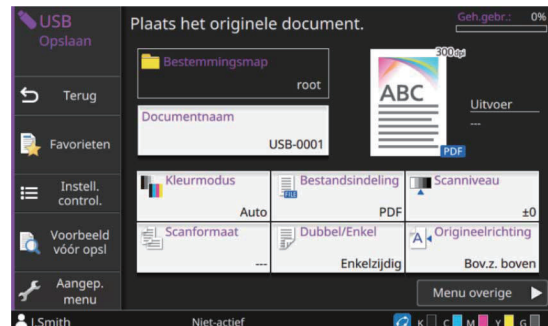 USB
Opslaan
Plaats het originele document.
Geh.gebr.: 0%
Terug
Favorieten
Instell.
control.
Voorbeeld
vóór opsl
Aangep.
menu
Bestemmingsmap
root
Documentnaam
USB-0001
300dpi
ABC
PDF
Uitvoer
---
Kleurmodus
Auto
Bestandsindeling
FILE
PDF
Scanniveau
±0
Scanformaat
---
Dubbel/Enkel
Enkelzijdig
Origineelrichting
A
Bov.z. boven
Menu overige
J.Smith
Niet-actief
K C M Y G